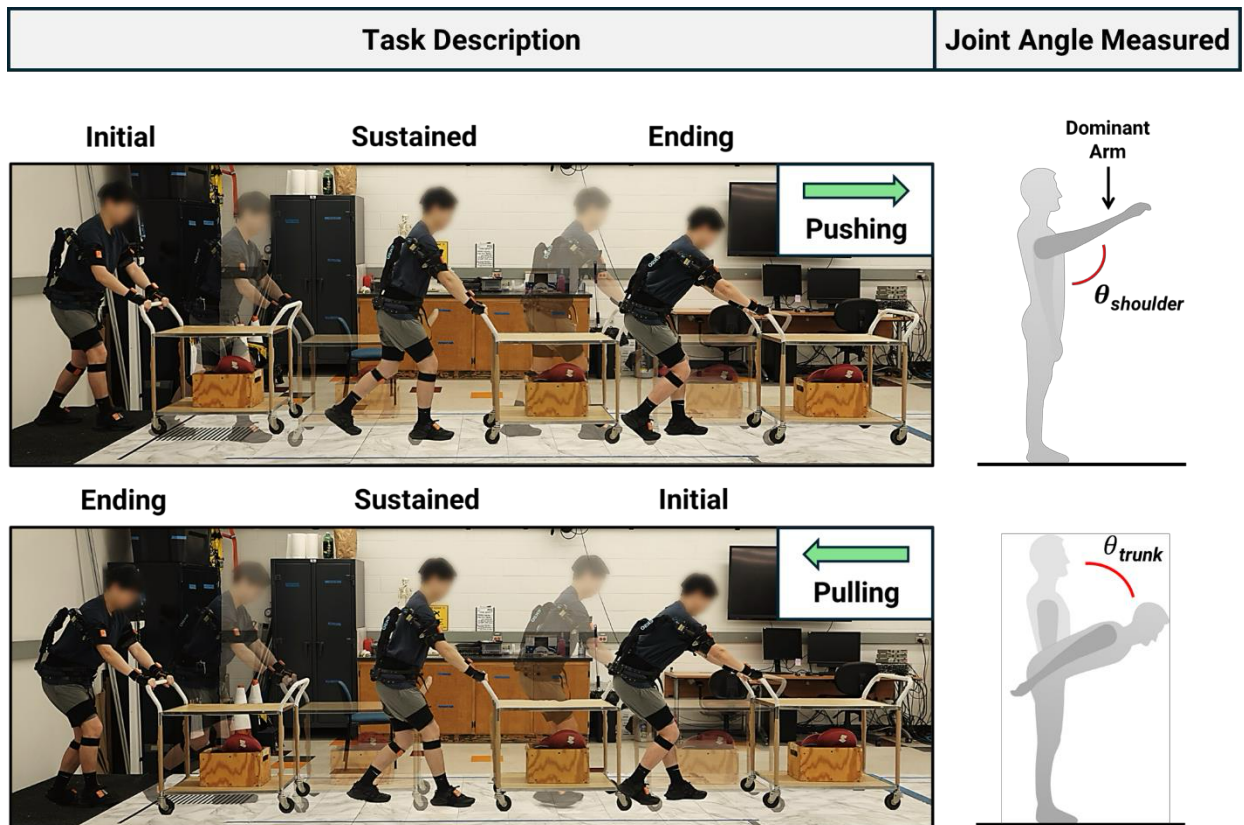 Task Description
Joint Angle Measured
Initial
Sustained
Ending
Pushing
Dominant
Arm
θshoulder
Ending
Sustained
Initial
Pulling
θtrunk